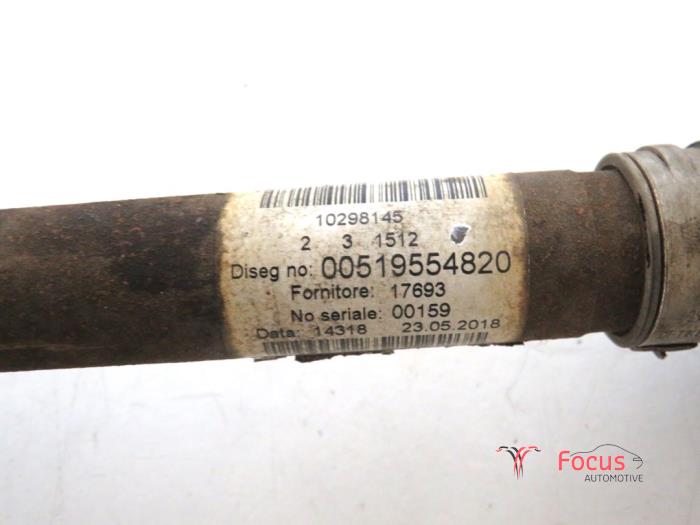 10298145
2 3 1512
Diseg no: 00519554820
Fornitore: 17693
No seriale: 00159
Data: 14318 23.05.2018
Focus
AUTOMOTIVE